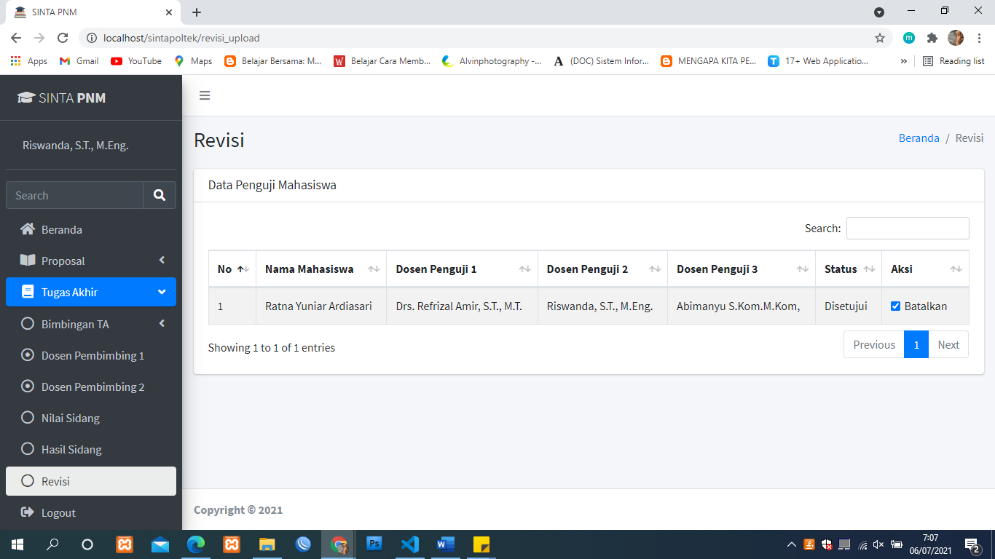 SINTA PNM
localhost/sintapoltek/revisi_upload
Apps Gmail YouTube Maps Belajar Bersama: M... Belajar Cara Memb... Alvinphotography -... (DOC) Sistem Infor... MENGAPA KITA PE... 17+ Web Applicatio... » Reading list
SINTA PNM
Riswanda, S.T., M.Eng.
Search
Beranda
Proposal
Tugas Akhir
Bimbingan TA
Dosen Pembimbing 1
Dosen Pembimbing 2
Nilai Sidang
Hasil Sidang
Revisi
Logout
Revisi
Beranda / Revisi
Data Penguji Mahasiswa
Search:
No Nama Mahasiswa Dosen Penguji 1 Dosen Penguji 2 Dosen Penguji 3 Status Aksi
1 Ratna Yuniar Ardiasari Drs. Refrizal Amir, S.T., M.T. Riswanda, S.T., M.Eng. Abimanyu S.Kom.M.Kom, Disetujui Batalkan
Showing 1 to 1 of 1 entries
Previous 1 Next
Copyright © 2021
7:07
06/07/2021
2